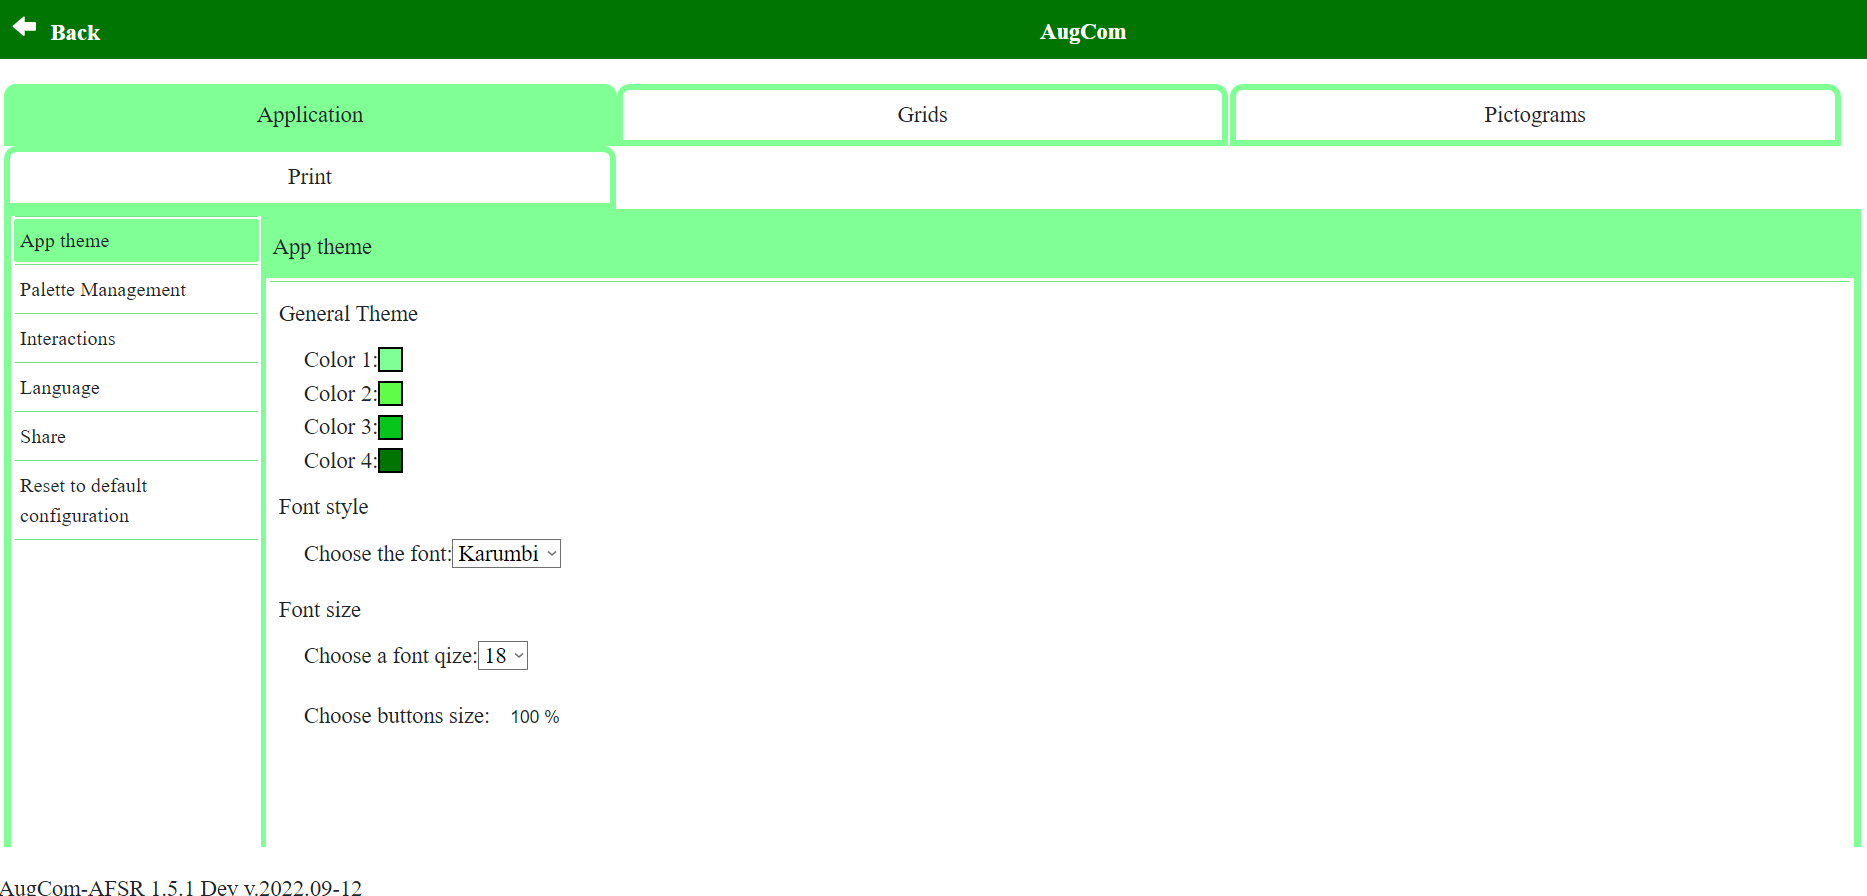 Back
AugCom
Application
Grids
Pictograms
Print
App theme
Palette Management
Interactions
Language
Share
Reset to default
configuration
App theme
General Theme
Color 1:
Color 2:
Color 3:
Color 4:
Font style
Choose the font: Karumbi
Font size
Choose a font qize: 18
Choose buttons size: 100 %
AugCom-AFSR 1.5.1 Dev v.2022.09-12